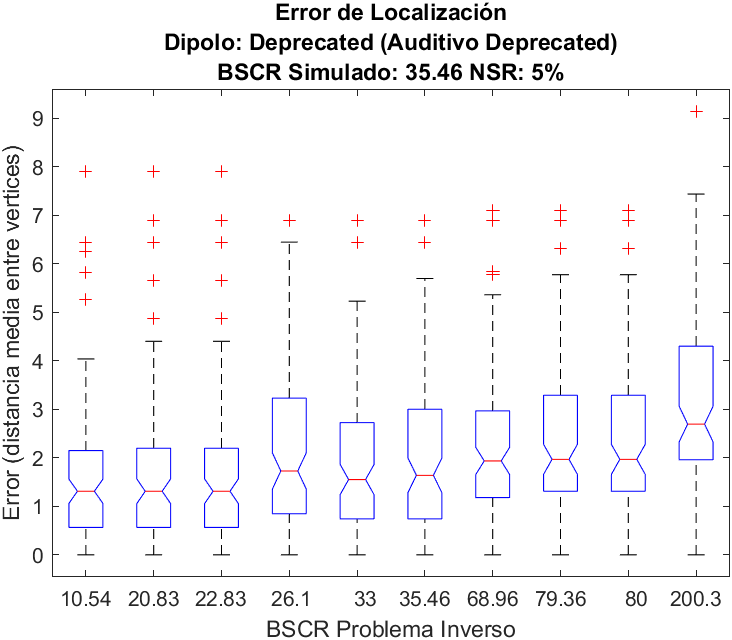 Error de Localización
Dipolo: Deprecated (Auditivo Deprecated)
BSCR Simulado: 35.46 NSR: 5%
Error (distancia media entre vertices)
9
8
7
6
5
4
3
2
1
0
10.54 20.83 22.83 26.1 33 35.46 68.96 79.36 80 200.3
BSCR Problema Inverso